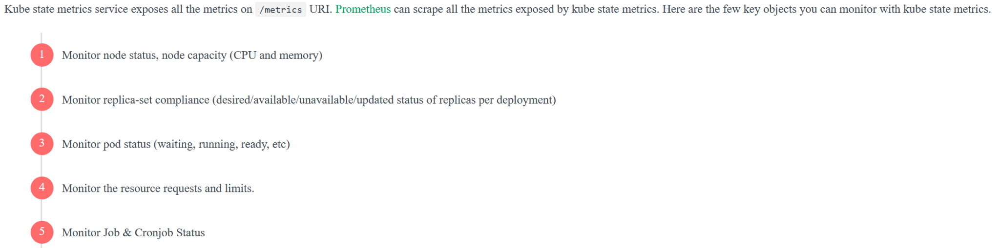 Kube state metrics service exposes all the metrics on /metrics URI. Prometheus can scrape all the metrics exposed by kube state metrics. Here are the few key objects you can monitor with kube state metrics.
1 Monitor node status, node capacity (CPU and memory)
2 Monitor replica-set compliance (desired/available/unavailable/updated status of replicas per deployment)
3 Monitor pod status (waiting, running, ready, etc)
4 Monitor the resource requests and limits.
5 Monitor Job & Cronjob Status